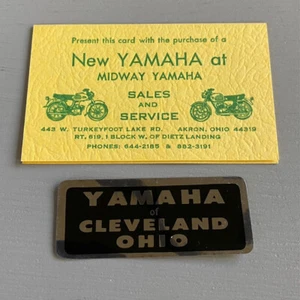 Present this card with the purchase of a
New YAMAHA at
MIDWAY YAMAHA
SALES
AND
SERVICE
443 W. TURKEYFOOT LAKE RD. AKRON, OHIO 44319
RT. 619, 1 BLOCK W. OF DIETZ LANDING
PHONES: 644-2185 & 882-3191
YAMAHA
of
CLEVELAND
OHIO